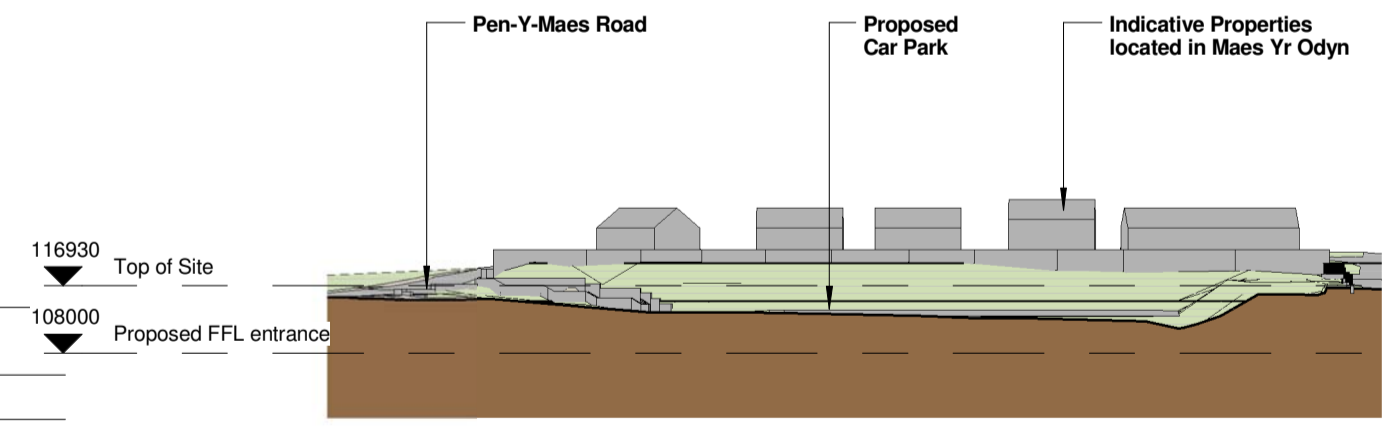 Pen-Y-Maes Road
Proposed
Car Park
Indicative Properties
located in Maes Yr Odyn
116930
Top of Site
108000
Proposed FFL entrance